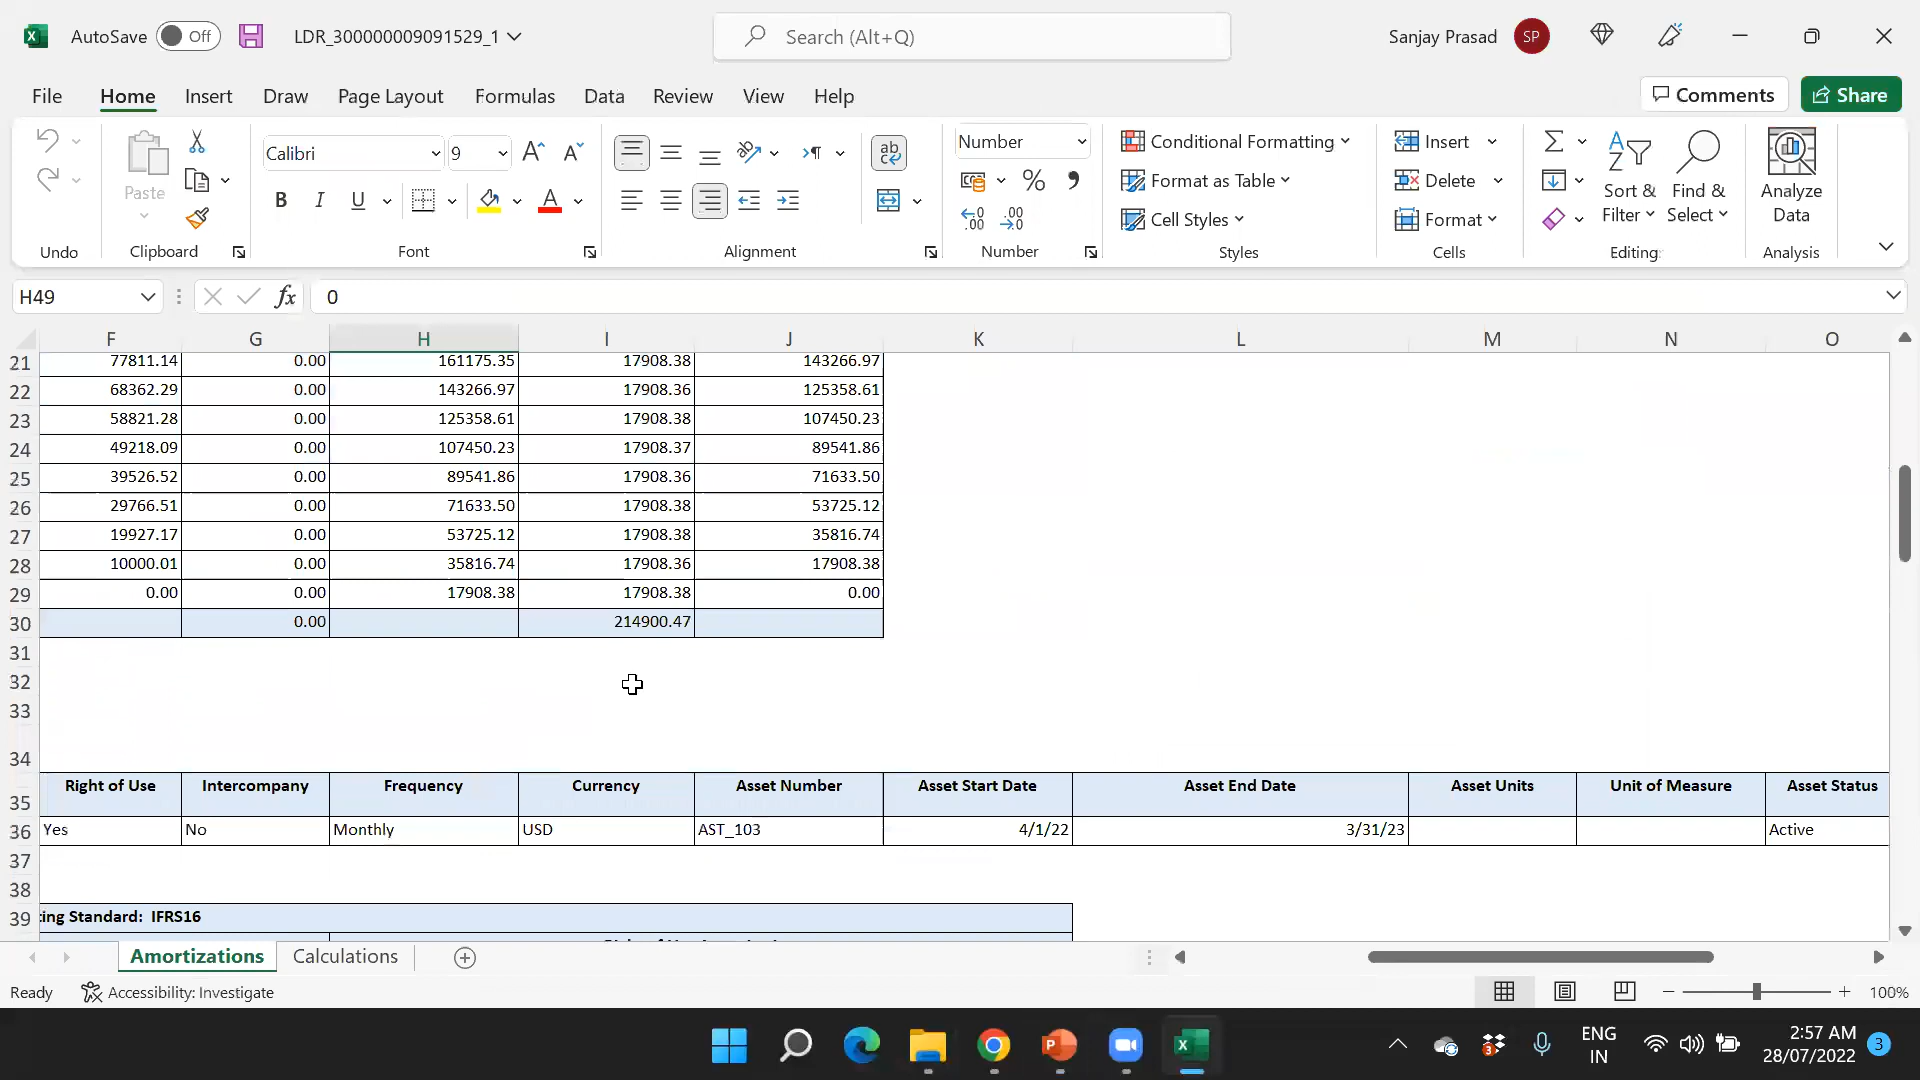 AutoSave Off LDR_300000009091529_1 Search (Alt+Q) Sanjay Prasad SP
File Home Insert Draw Page Layout Formulas Data Review View Help Comments Share
Paste
Calibri 9
Number
Conditional Formatting
Format as Table
Cell Styles
Insert
Delete
Format
Sort & Filter
Find & Select
Analyze Data
Undo Clipboard Font Alignment Number Styles Cells Editing Analysis
H49 fx 0
F G H I J K L M N O
21 77811.14 0.00 161175.35 17908.38 143266.97
22 68362.29 0.00 143266.97 17908.36 125358.61
23 58821.28 0.00 125358.61 17908.38 107450.23
24 49218.09 0.00 107450.23 17908.37 89541.86
25 39526.52 0.00 89541.86 17908.36 71633.50
26 29766.51 0.00 71633.50 17908.38 53725.12
27 19927.17 0.00 53725.12 17908.38 35816.74
28 10000.01 0.00 35816.74 17908.36 17908.38
29 0.00 0.00 17908.38 17908.38 0.00
30 0.00 214900.47
31
32
33
34
35 Right of Use Intercompany Frequency Currency Asset Number Asset Start Date Asset End Date Asset Units Unit of Measure Asset Status
36 Yes No Monthly USD AST_103 4/1/22 3/31/23 Active
37
38
39 ting Standard: IFRS16
Amortizations Calculations
Ready Accessibility: Investigate 100%
ENG IN 2:57 AM 28/07/2022 3